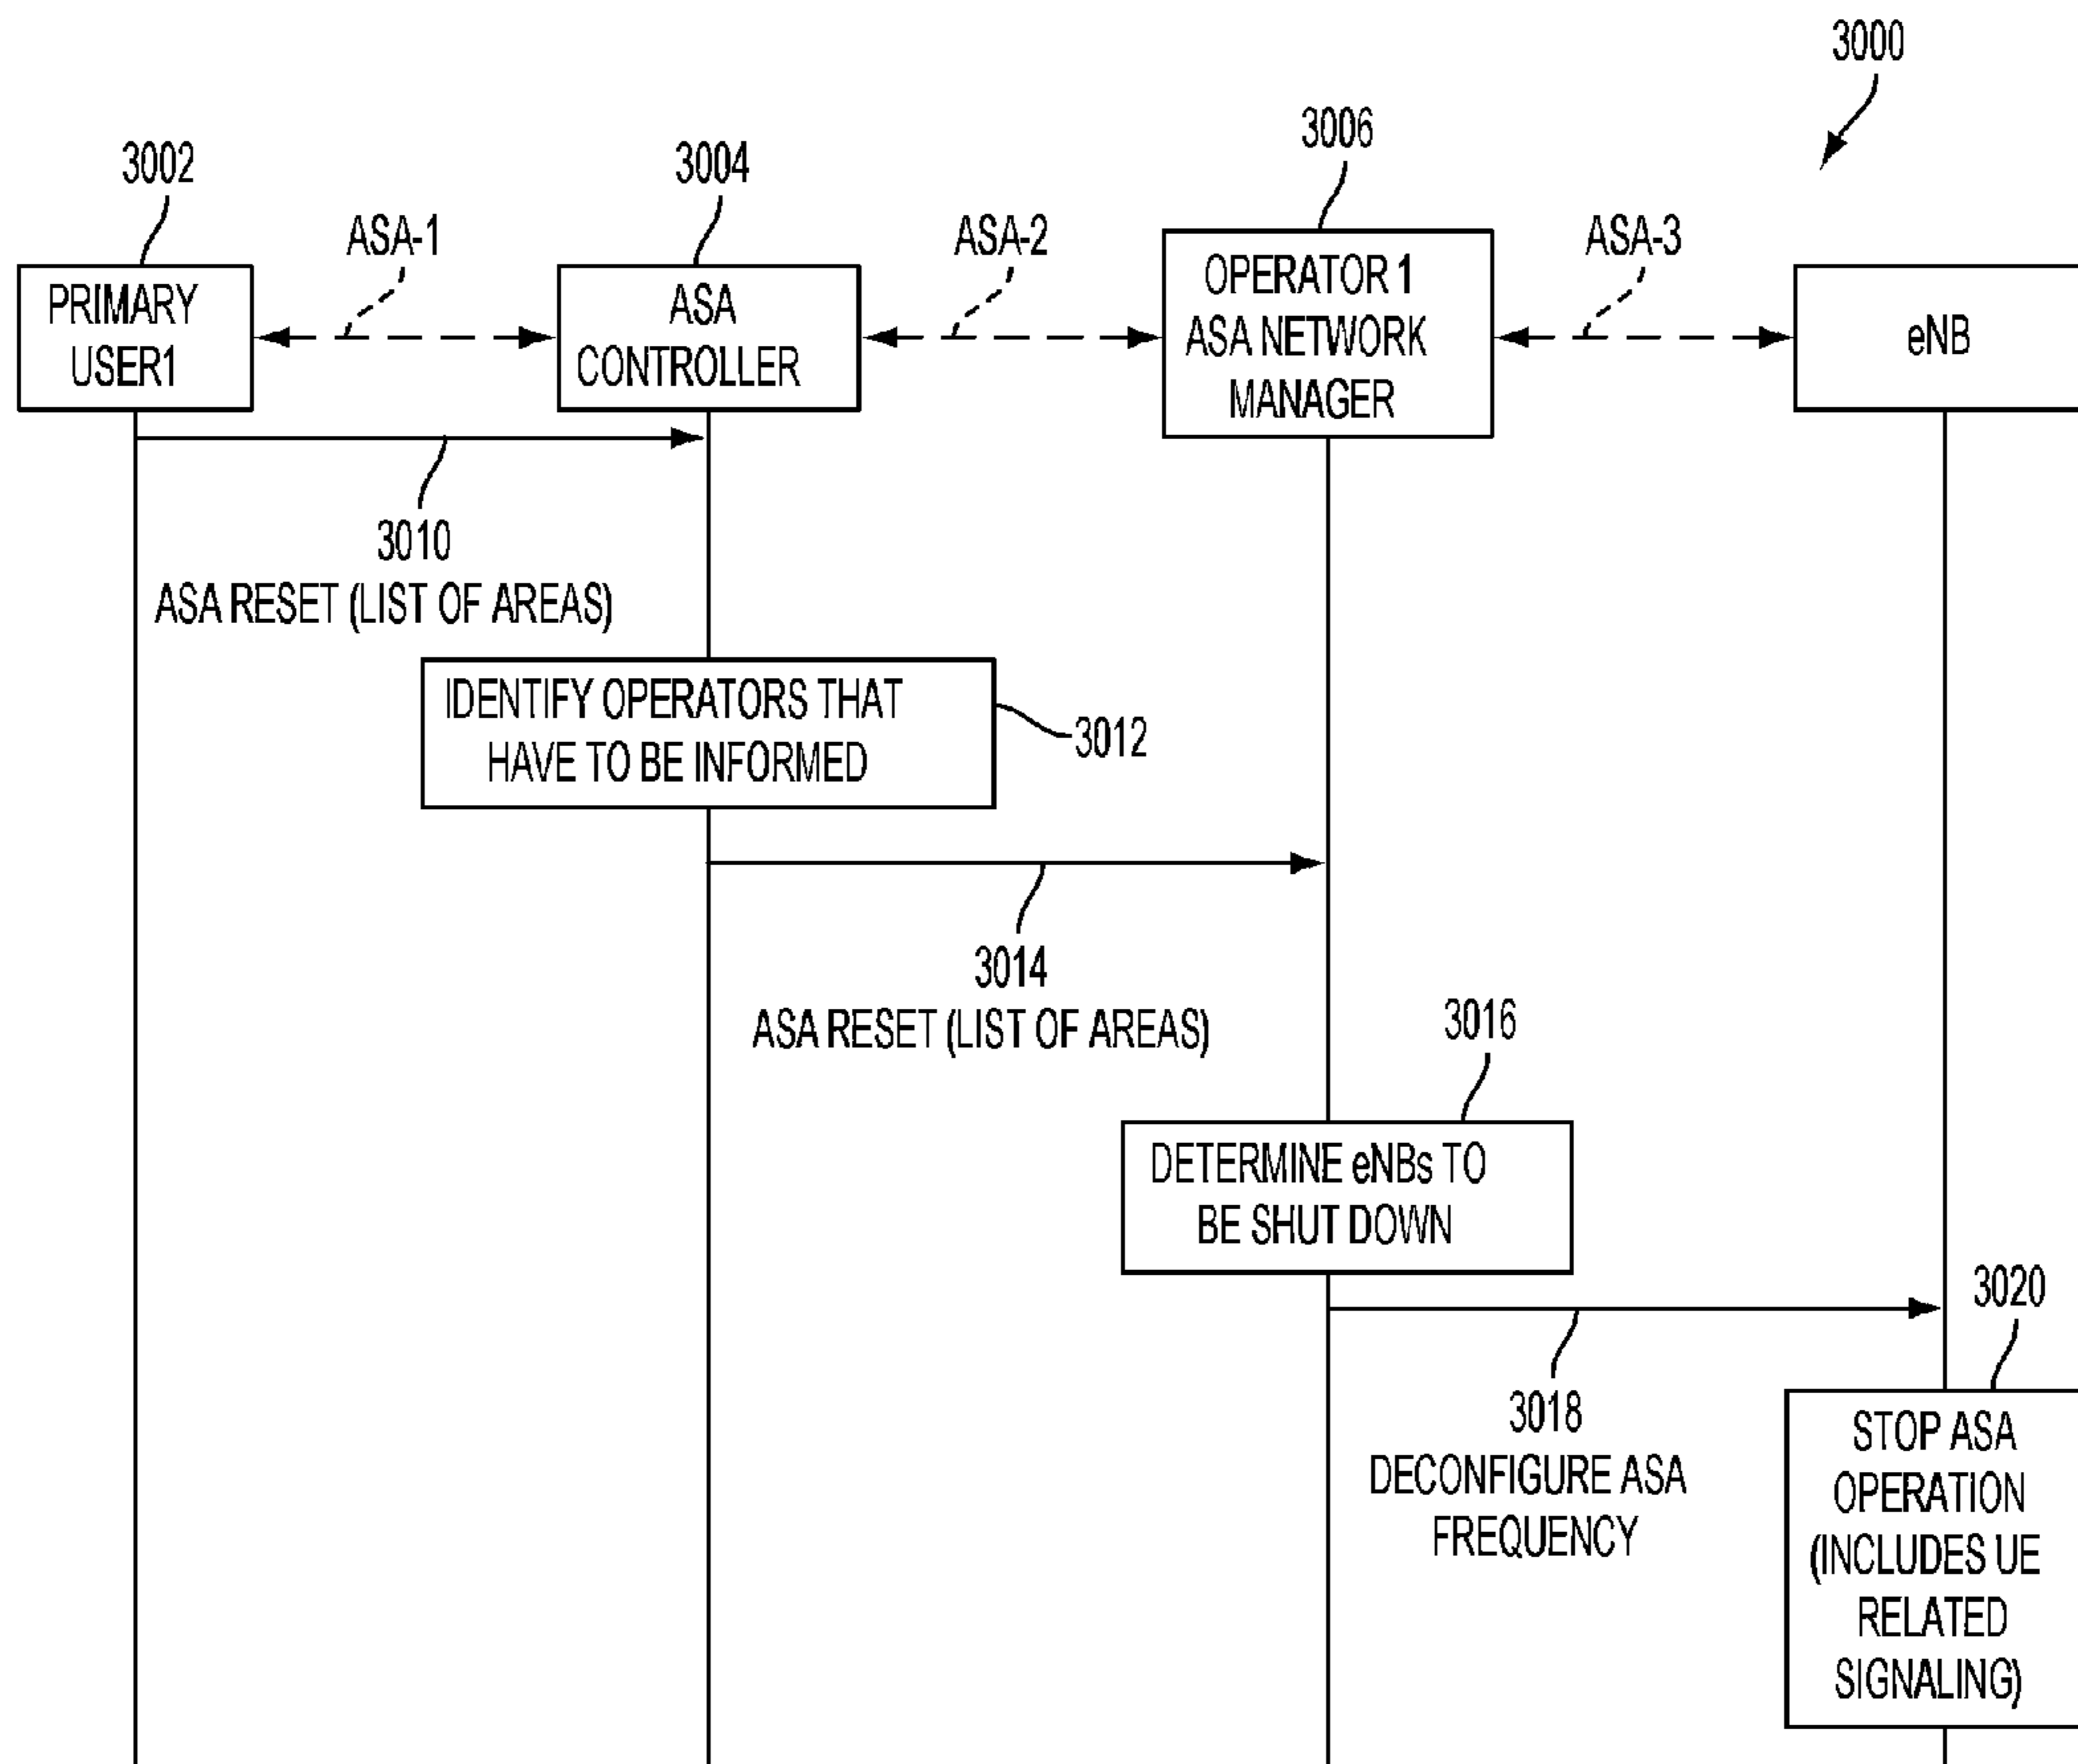 3000
3002
3004
3006
ASA-1
ASA-2
ASA-3
PRIMARY
USER1
ASA
CONTROLLER
OPERATOR 1
ASA NETWORK
MANAGER
eNB
3010
ASA RESET (LIST OF AREAS)
IDENTIFY OPERATORS THAT
HAVE TO BE INFORMED
3012
3014
ASA RESET (LIST OF AREAS)
3016
DETERMINE eNBs TO
BE SHUT DOWN
3018
DECONFIGURE ASA
FREQUENCY
3020
STOP ASA
OPERATION
(INCLUDES UE
RELATED
SIGNALING)